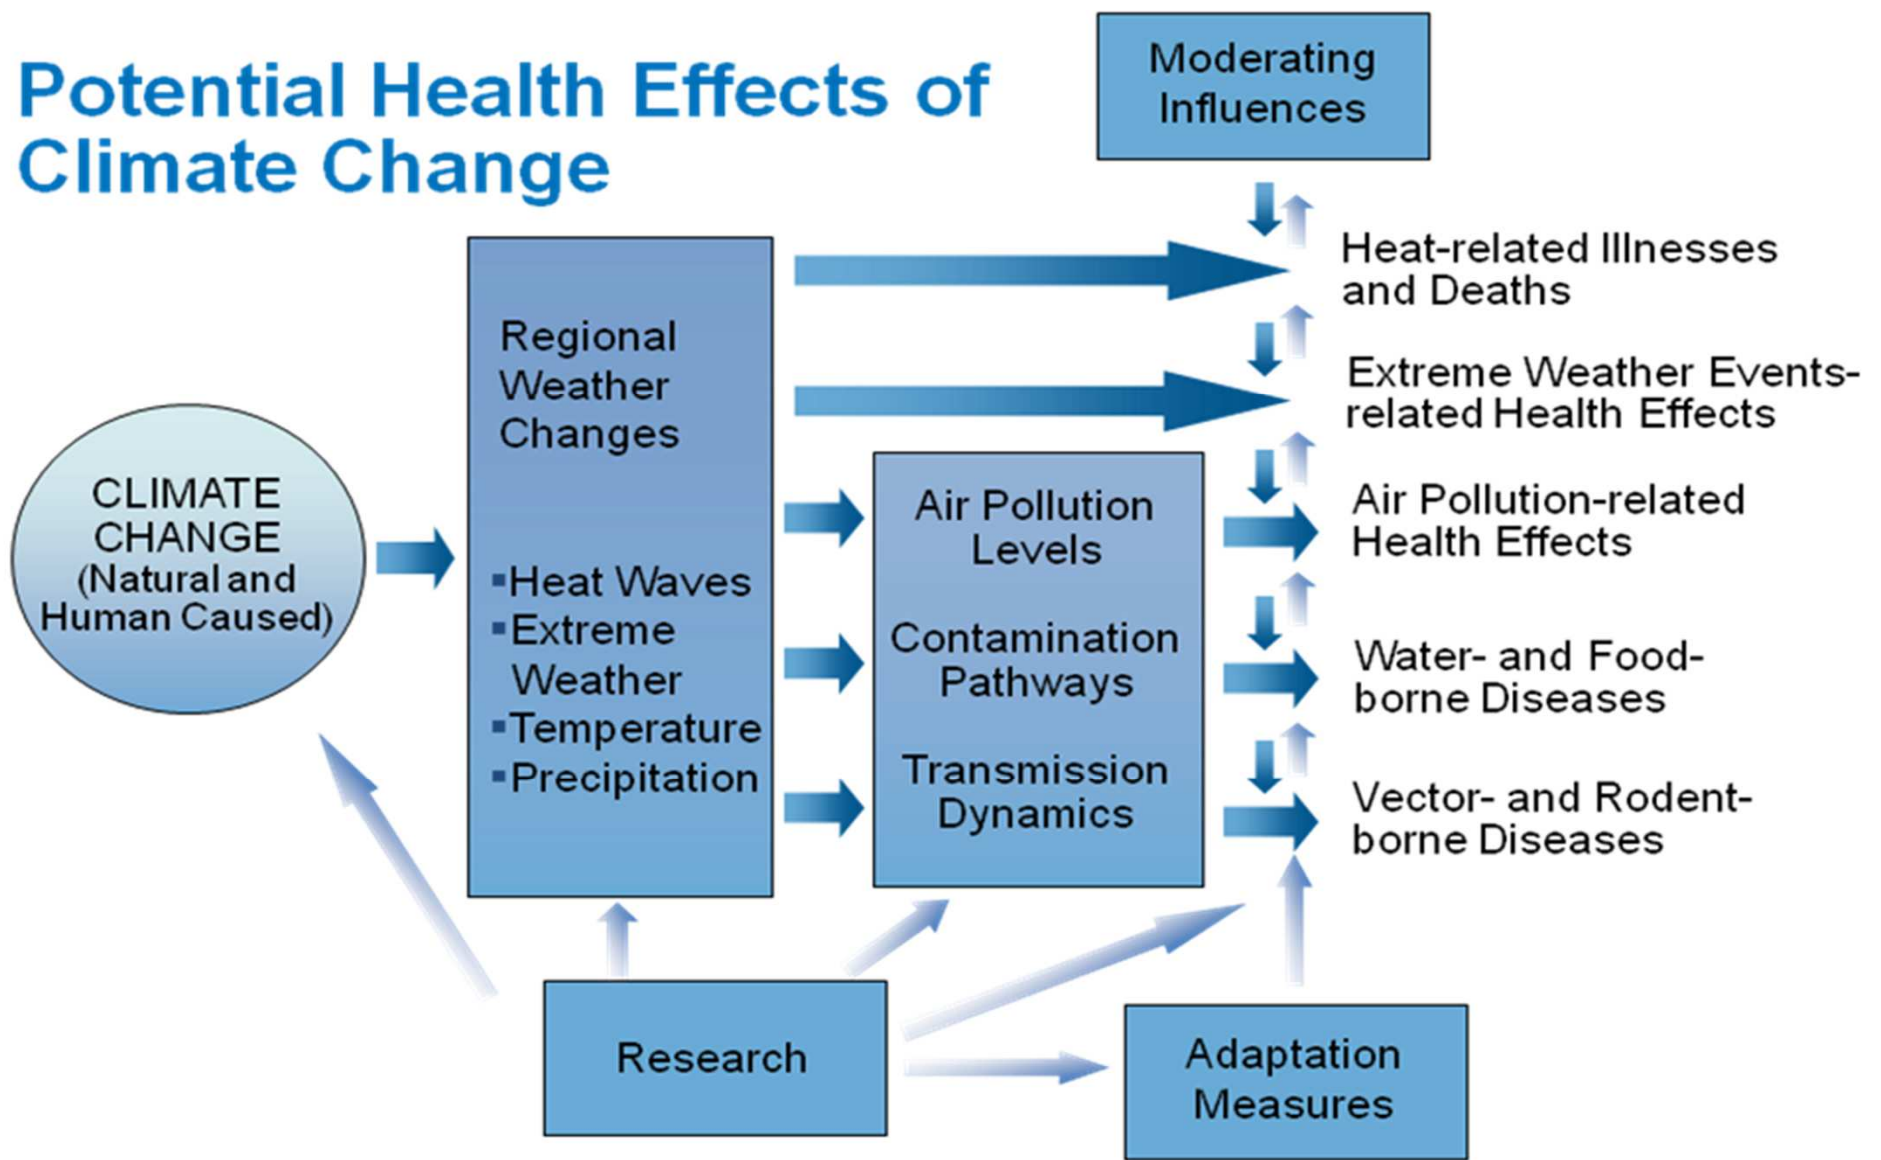 Potential Health Effects of
Climate Change
Moderating
Influences
CLIMATE
CHANGE
(Natural and
Human Caused)
Regional
Weather
Changes
▪Heat Waves
▪Extreme
Weather
▪Temperature
▪Precipitation
Air Pollution
Levels
Contamination
Pathways
Transmission
Dynamics
Heat-related Illnesses
and Deaths
Extreme Weather Events-
related Health Effects
Air Pollution-related
Health Effects
Water- and Food-
borne Diseases
Vector- and Rodent-
borne Diseases
Research
Adaptation
Measures